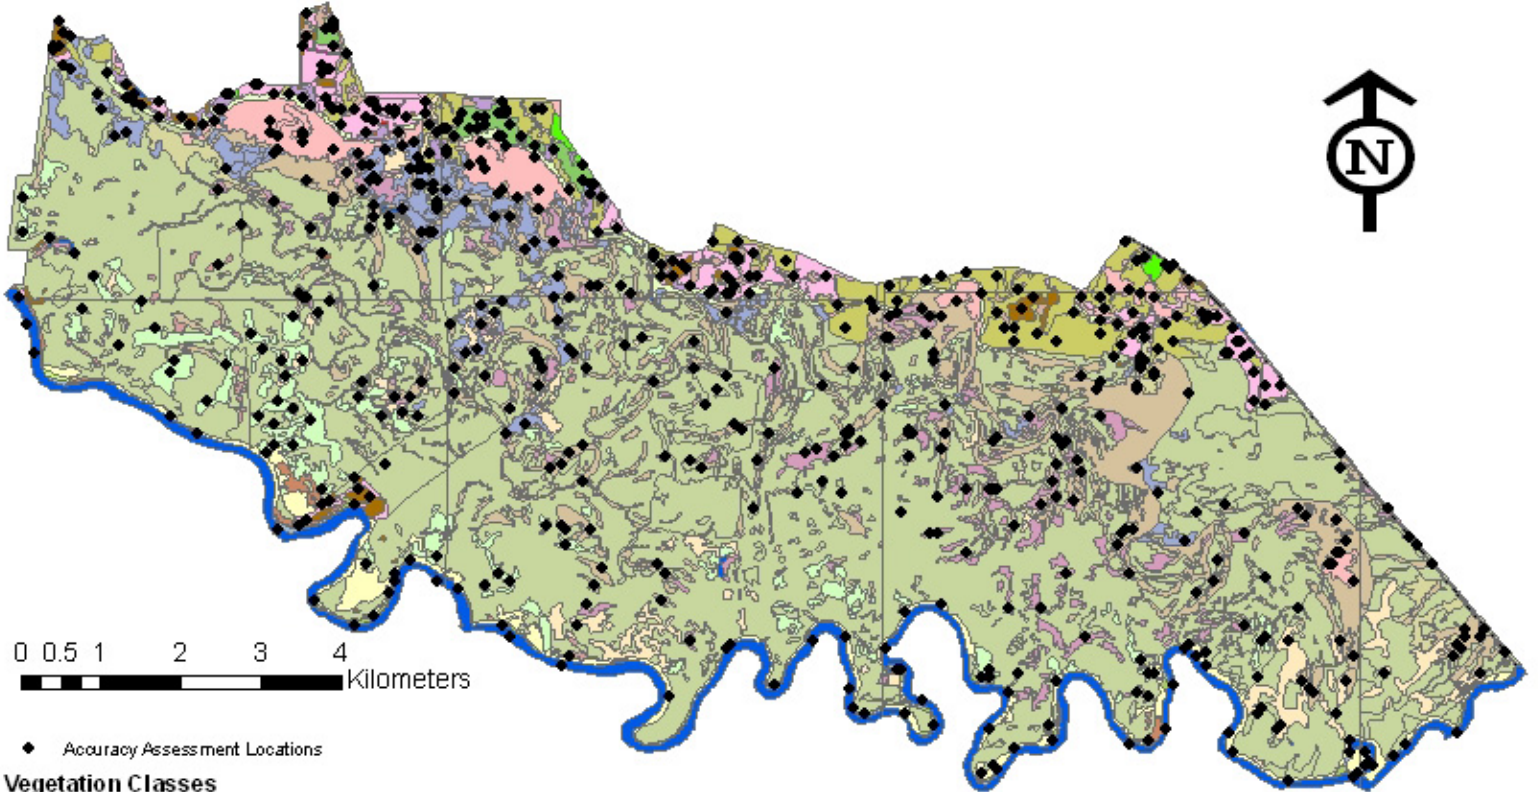 N
0 0.5 1 2 3 4
Kilometers
Accuracy Assessment Locations
Vegetation Classes